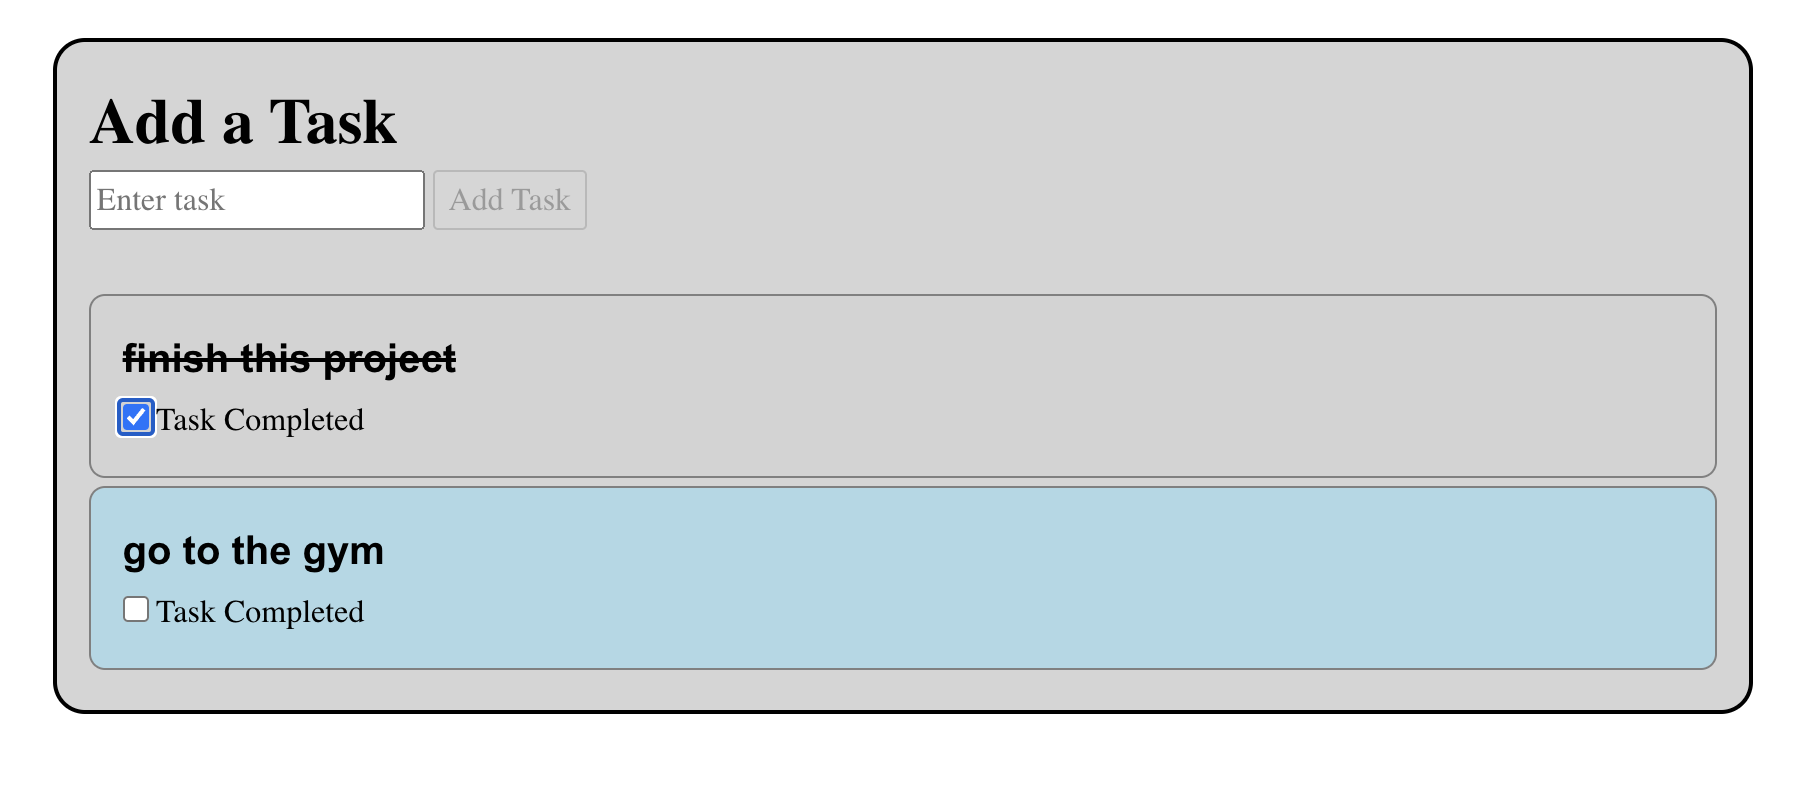 Add a Task
Enter task Add Task
finish this project
Task Completed
go to the gym
Task Completed